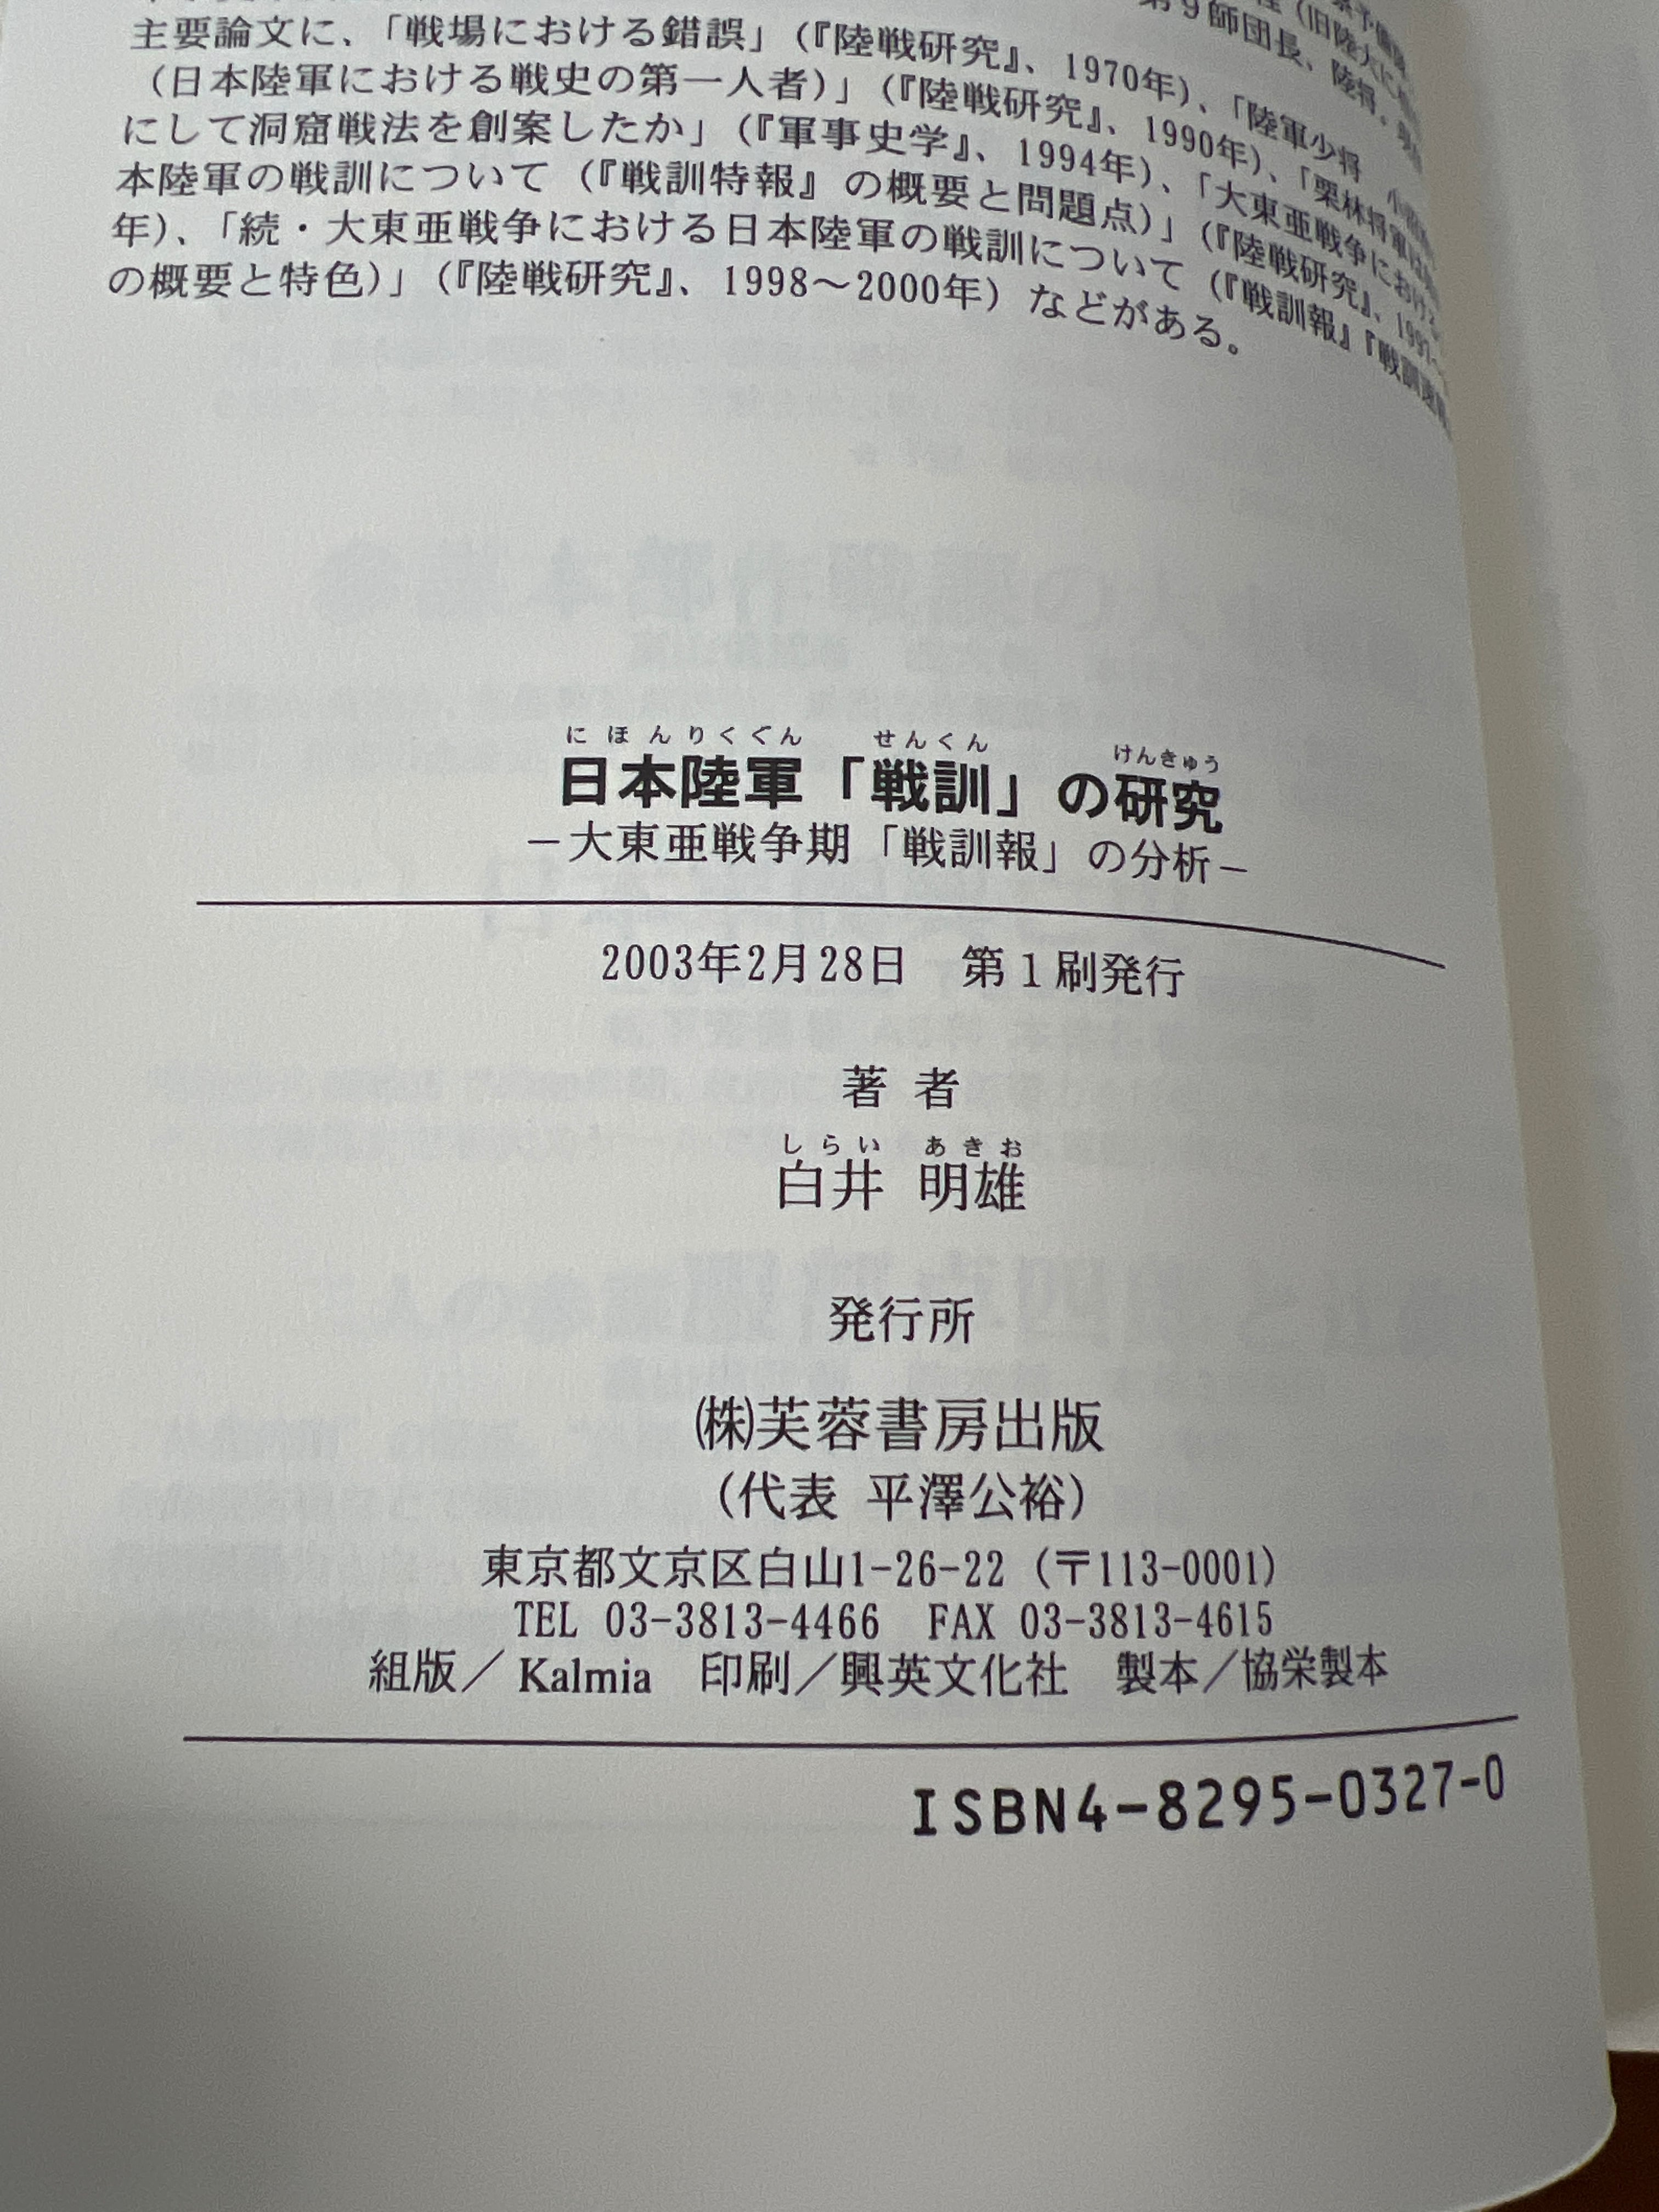 第9師団長、陸将。
主要論文に、「戦場における錯誤」(『陸戦研究』、1970年)、「陸軍少将
(日本陸軍における戦史の第一人者)」(『陸戦研究』、1990年)、「栗林将軍は
にして洞窟戦法を創案したか」(『軍事史学』、1994年)、「大東亜戦争における
本陸軍の戦訓について(『戦訓特報』の概要と問題点)」(『陸戦研究』、1997
年)、「続・大東亜戦争における日本陸軍の戦訓について(『戦訓報』『戦訓速報
の概要と特色)」(『陸戦研究』、1998~2000年)などがある。
にほんりくぐん せんくん けんきゅう
日本陸軍「戦訓」の研究
-大東亜戦争期「戦訓報」の分析-
2003年2月28日 第1刷発行
著 者
しらい あきお
白井 明雄
発行所
㈱芙蓉書房出版
(代表 平澤公裕)
東京都文京区白山1-26-22(〒113-0001)
TEL 03-3813-4466 FAX 03-3813-4615
組版/Kalmia 印刷/興英文化社 製本/協栄製本
ISBN4-8295-0327-0